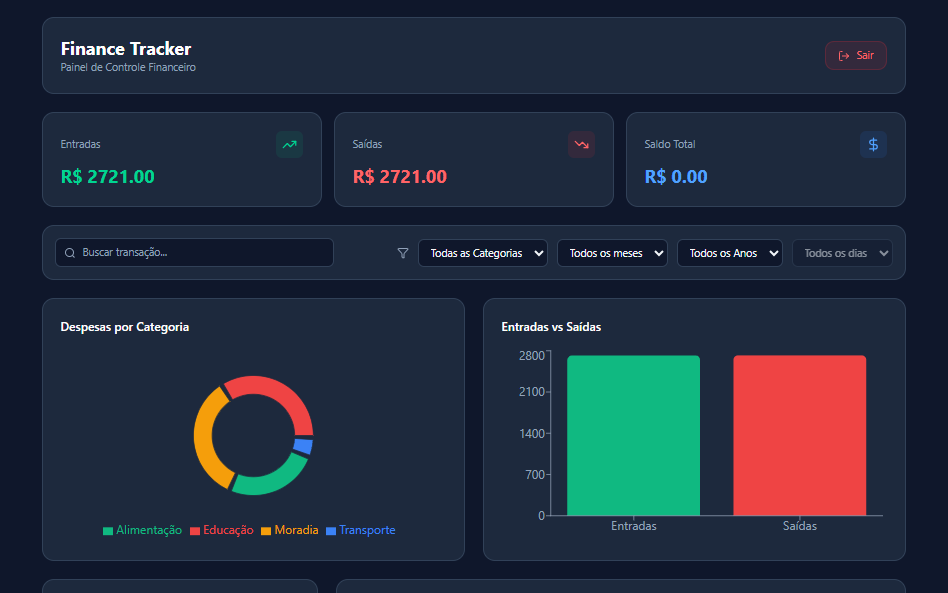 Finance Tracker
Painel de Controle Financeiro
Sair
Entradas
R$ 2721.00
Saídas
R$ 2721.00
Saldo Total
$
R$ 0.00
Buscar transação...
Todas as Categorias
Todos os meses
Todos os Anos
Todos os dias
Despesas por Categoria
Alimentação
Educação
Moradia
Transporte
Entradas vs Saídas
2800
2100
1400
700
0
Entradas
Saídas